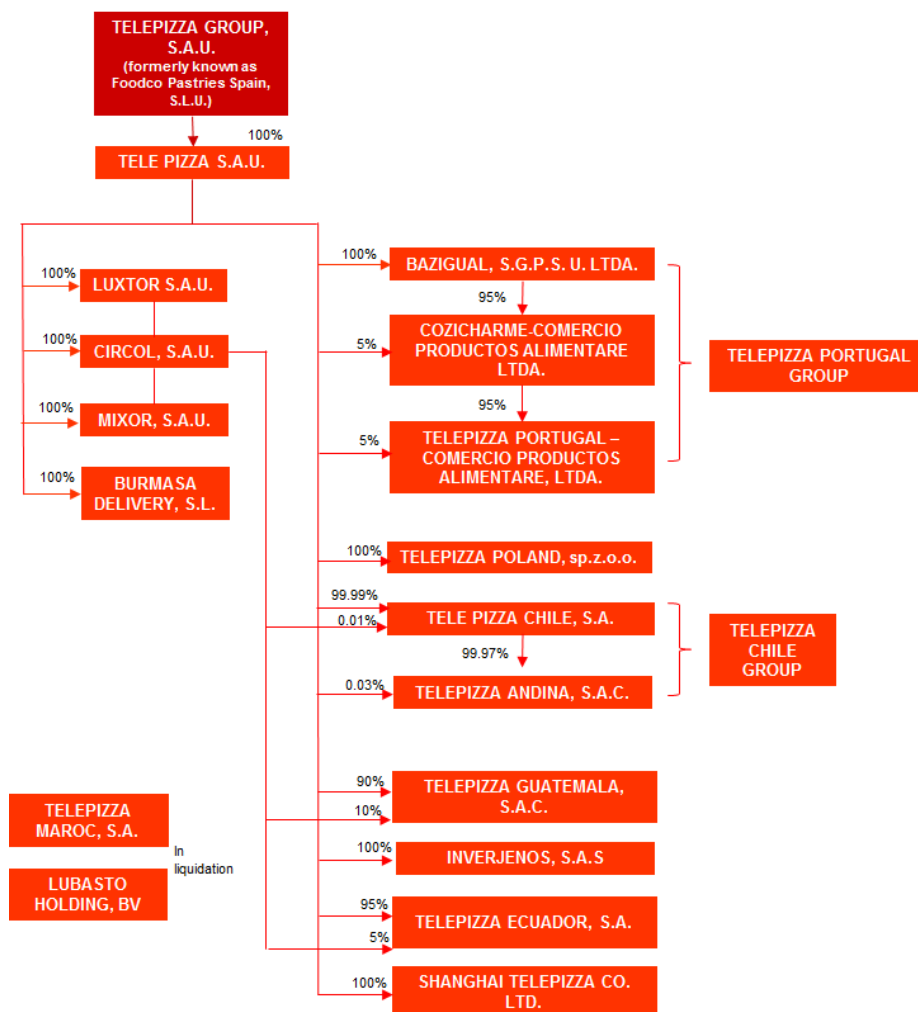 TELEPIZZA GROUP,
S.A.U.
(formerly known as
Foodco Pastries Spain,
S.L.U.)
100%
TELE PIZZA S.A.U.
100%
LUXTOR S.A.U.
100%
CIRCOL, S.A.U.
100%
MIXOR, S.A.U.
100%
BURMASA
DELIVERY, S.L.
100%
BAZIGUAL, S.G.P.S. U. LTDA.
95%
5%
COZICHARME-COMERCIO
PRODUCTOS ALIMENTARE
LTDA.
95%
5%
TELEPIZZA PORTUGAL –
COMERCIO PRODUCTOS
ALIMENTARE, LTDA.
TELEPIZZA PORTUGAL
GROUP
100%
TELEPIZZA POLAND, sp.z.o.o.
99.99%
0.01%
TELE PIZZA CHILE, S.A.
99.97%
0.03%
TELEPIZZA ANDINA, S.A.C.
TELEPIZZA
CHILE
GROUP
90%
10%
TELEPIZZA GUATEMALA,
S.A.C.
100%
INVERJENOS, S.A.S
95%
5%
TELEPIZZA ECUADOR, S.A.
100%
SHANGHAI TELEPIZZA CO.
LTD.
TELEPIZZA
MAROC, S.A.
LUBASTO
HOLDING, BV
In
liquidation